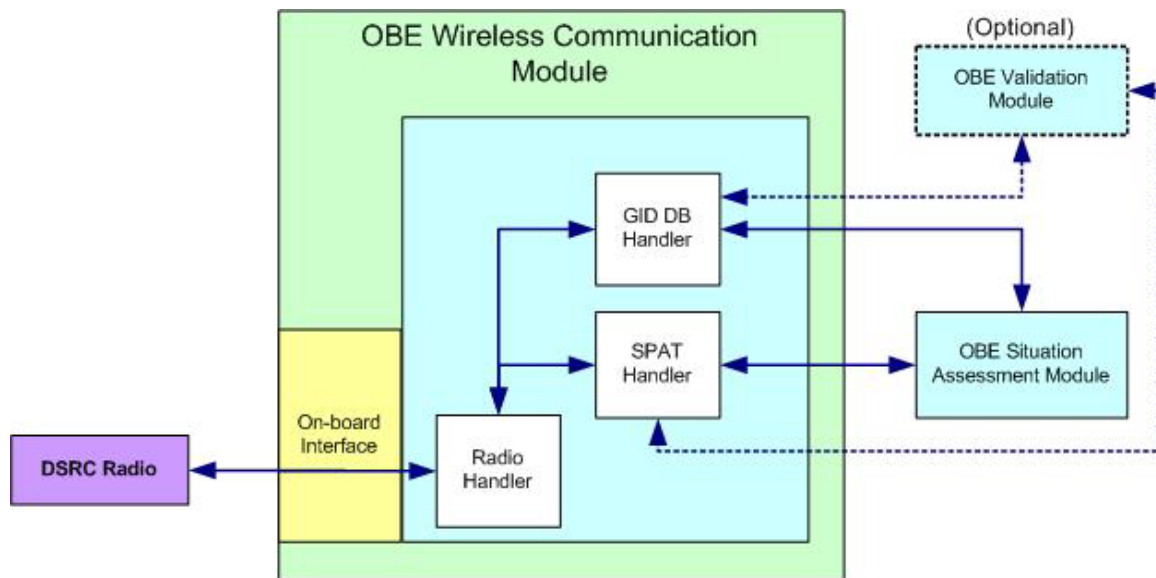 OBE Wireless Communication
Module
(Optional)
OBE Validation
Module
GID DB
Handler
SPAT
Handler
OBE Situation
Assessment Module
On-board
Interface
Radio
Handler
DSRC Radio